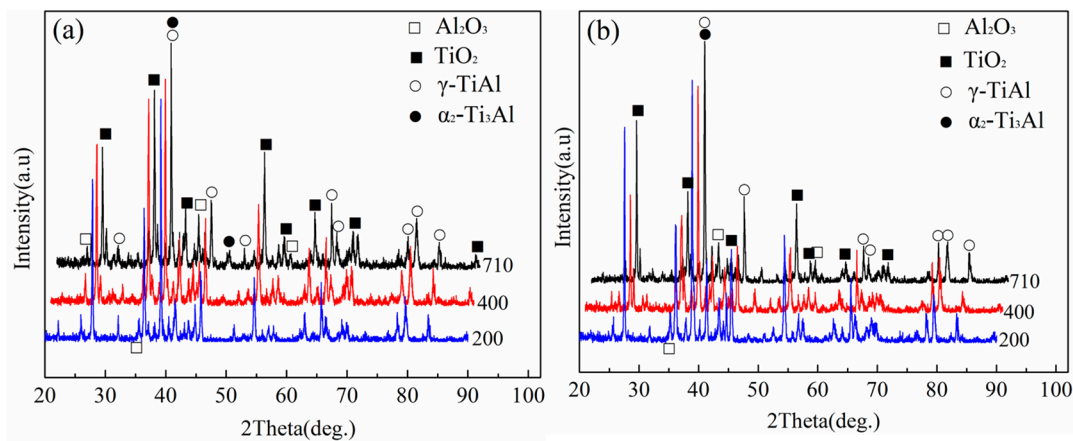 (a)
Al₂O₃
TiO₂
γ-TiAl
α₂-Ti₃Al
Intensity(a.u)
710
400
200
20 30 40 50 60 70 80 90 100
2Theta(deg.)
(b)
Al₂O₃
TiO₂
γ-TiAl
α₂-Ti₃Al
Intensity(a.u)
710
400
200
20 30 40 50 60 70 80 90 100
2Theta(deg.)